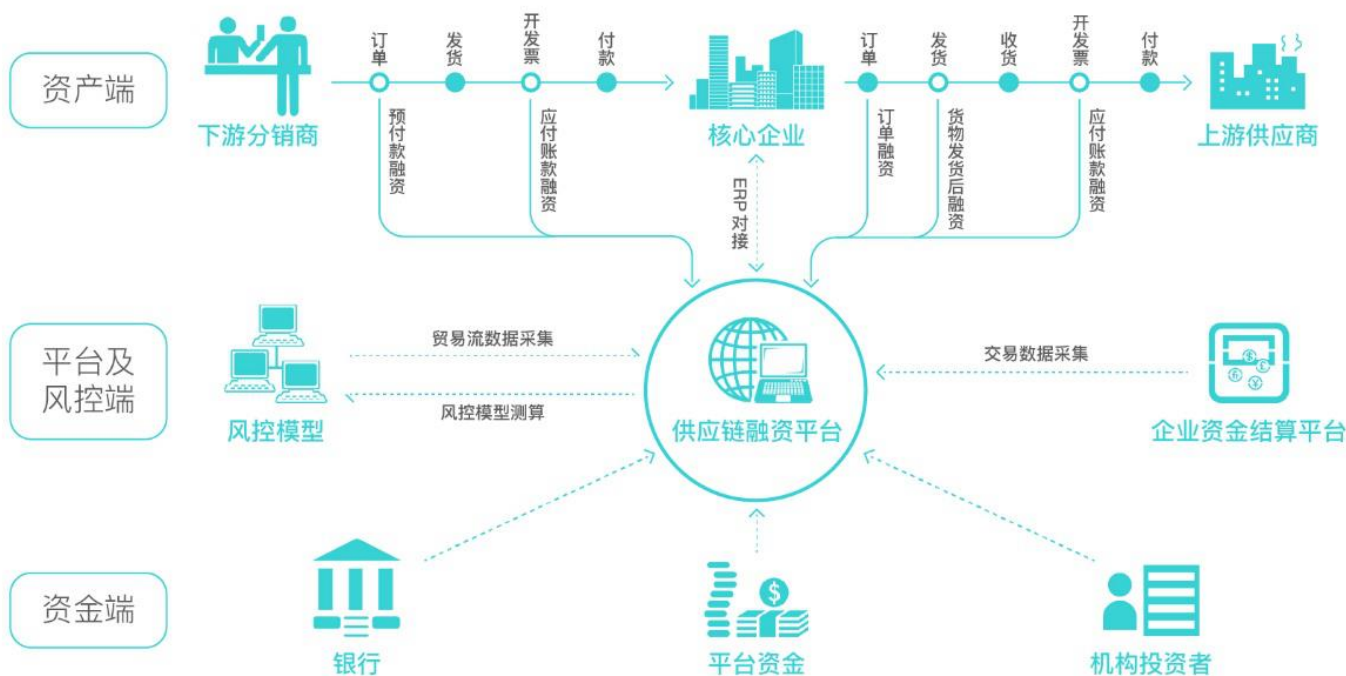 资产端
订单
发货
开发票
付款
订单
发货
收货
开发票
付款
下游分销商
核心企业
上游供应商
预付款融资
应付账款融资
ERP 对接
订单融资
货物发货后融资
应付账款融资
平台及
风控端
贸易流数据采集
风控模型测算
风控模型
供应链融资平台
交易数据采集
$
£
¥
企业资金结算平台
资金端
$
银行
平台资金
机构投资者